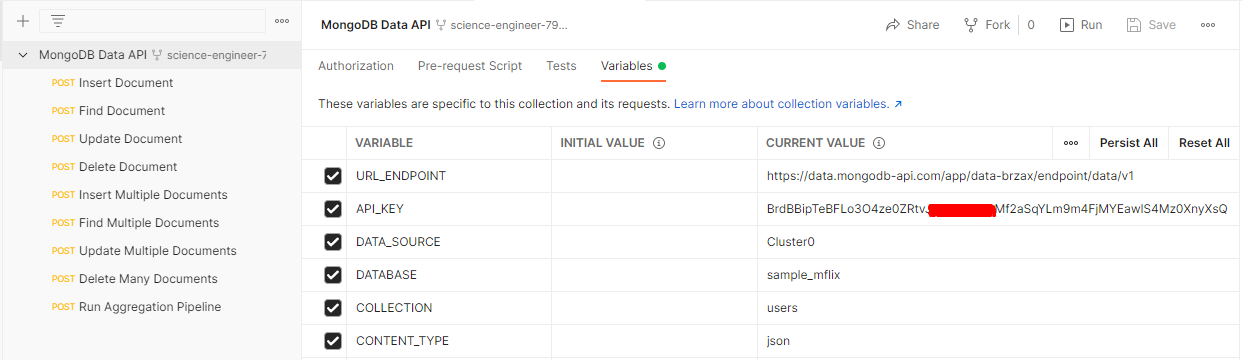 MongoDB Data API science-engineer-7
POST Insert Document
POST Find Document
POST Update Document
POST Delete Document
POST Insert Multiple Documents
POST Find Multiple Documents
POST Update Multiple Documents
POST Delete Many Documents
POST Run Aggregation Pipeline
MongoDB Data API science-engineer-79... Share Fork 0 Run Save
Authorization Pre-request Script Tests Variables
These variables are specific to this collection and its requests. Learn more about collection variables. ↗
VARIABLE INITIAL VALUE CURRENT VALUE Persist All Reset All
URL_ENDPOINT https://data.mongodb-api.com/app/data-brzax/endpoint/data/v1
API_KEY
DATA_SOURCE Cluster0
DATABASE sample_mflix
COLLECTION users
CONTENT_TYPE json